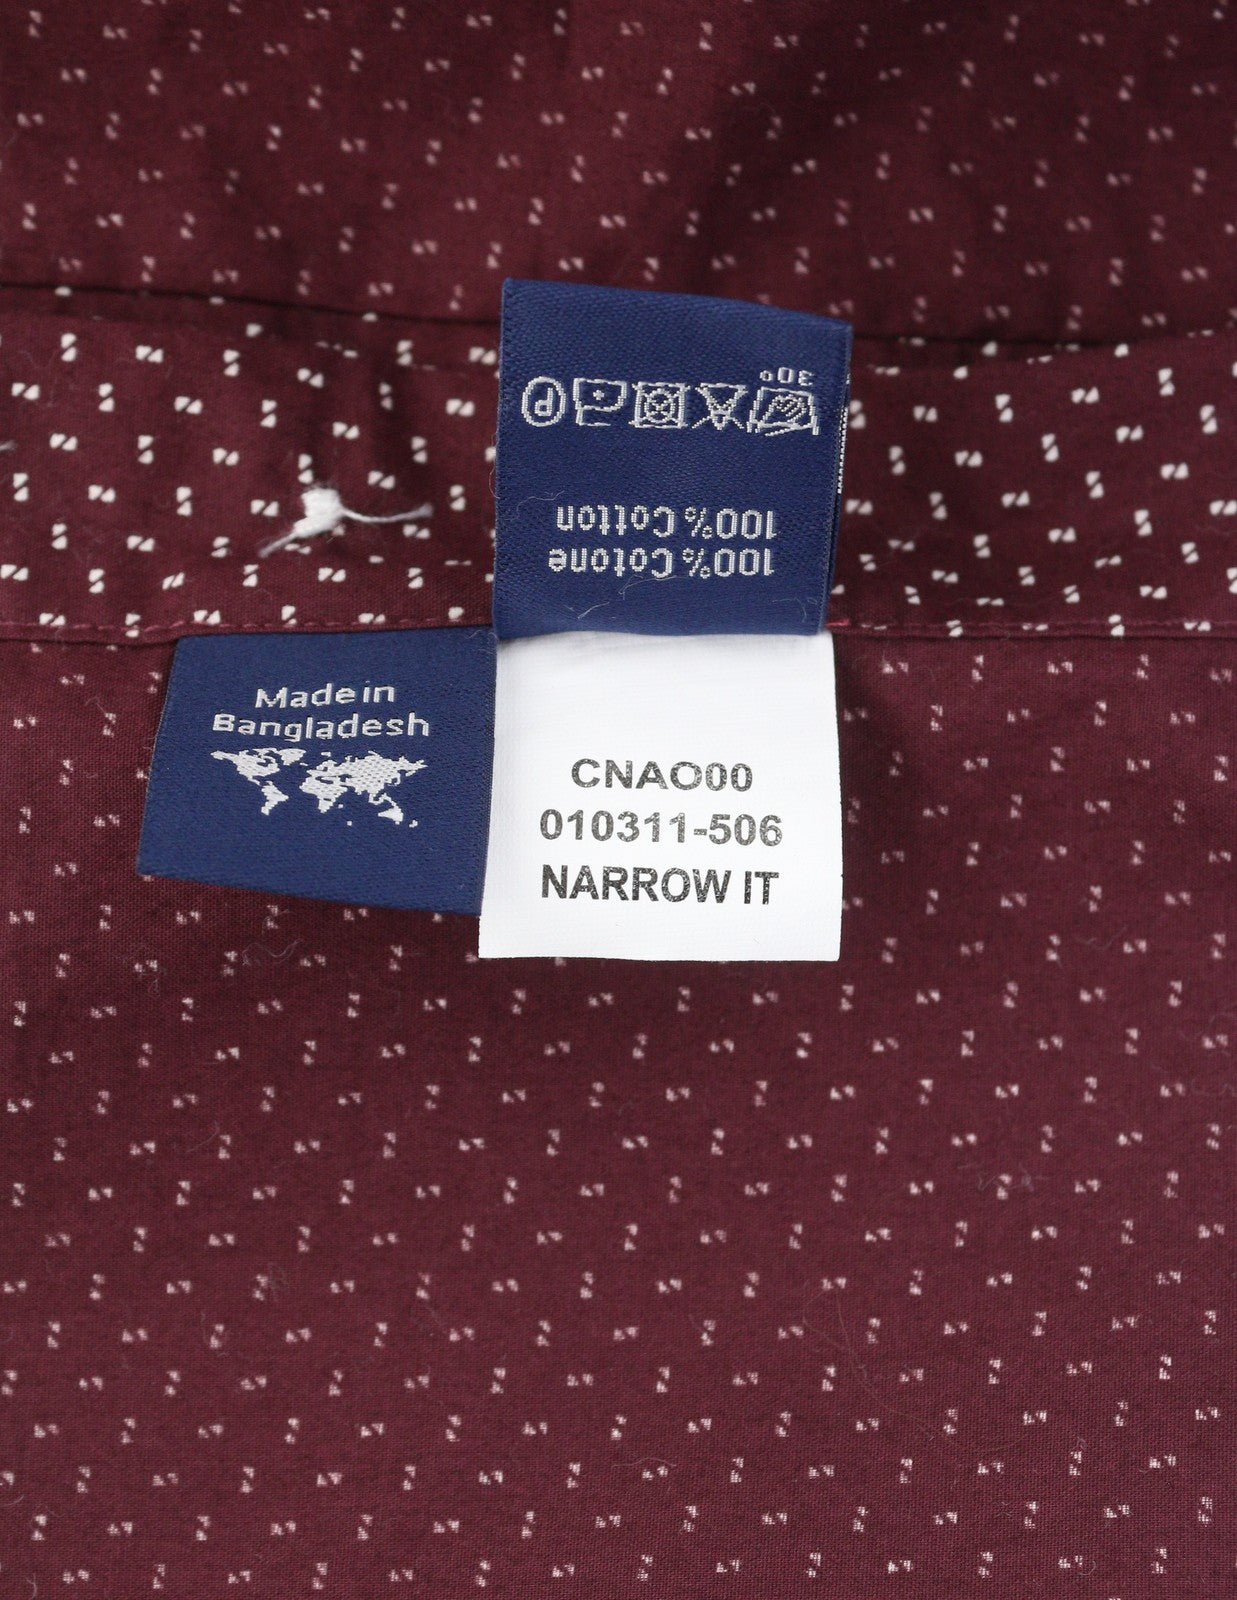 30°
100% Cotone
100% Cotton
Made in
Bangladesh
CNAO00
010311-506
NARROW IT